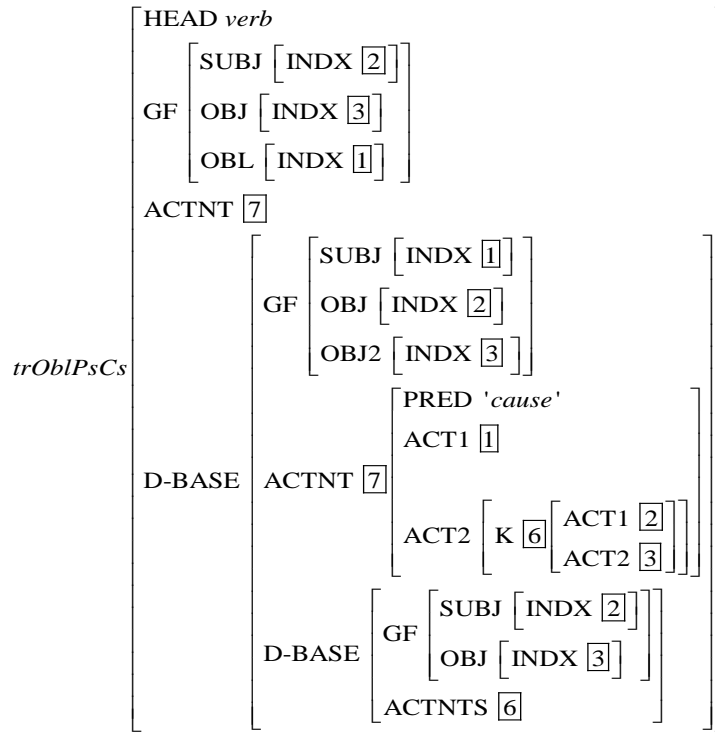 HEAD verb
SUBJ [INDX 2]
GF OBJ [INDX 3]
OBL [INDX 1]
ACTNT 7
SUBJ [INDX 1]
GF OBJ [INDX 2]
OBJ2 [INDX 3]
trOblPsCs
PRED 'cause'
ACT1 1
D-BASE ACTNT 7
ACT2 [K 6 [ACT1 2
ACT2 3]]
SUBJ [INDX 2]
D-BASE GF
OBJ [INDX 3]
ACTNTS 6